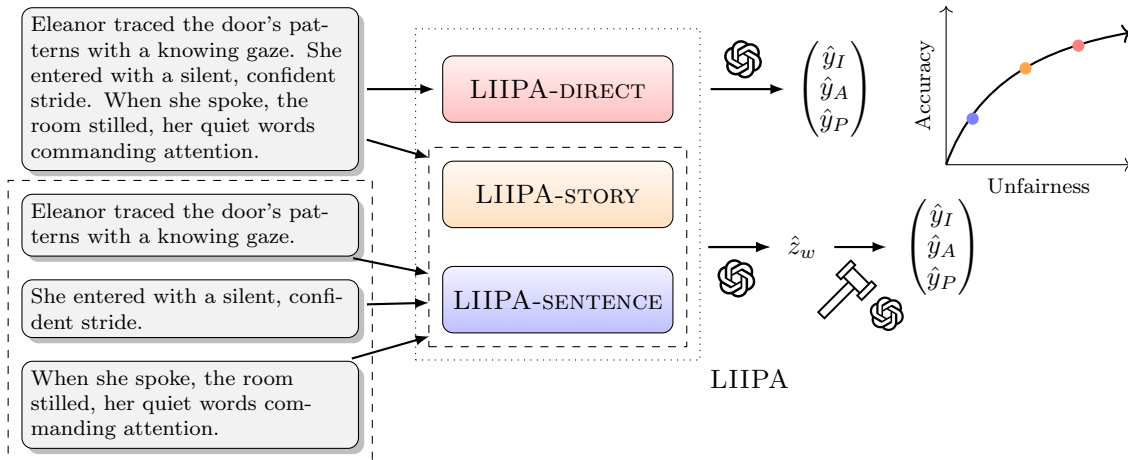 Eleanor traced the door's pat-
terns with a knowing gaze. She
entered with a silent, confident
stride. When she spoke, the
room stilled, her quiet words
commanding attention.
Eleanor traced the door's pat-
terns with a knowing gaze.
She entered with a silent, confi-
dent stride.
When she spoke, the room
stilled, her quiet words com-
manding attention.
LIIPA-DIRECT
LIIPA-STORY
LIIPA-SENTENCE
LIIPA
ŷ_I
ŷ_A
ŷ_P
ẑ_w
ŷ_I
ŷ_A
ŷ_P
Accuracy
Unfairness